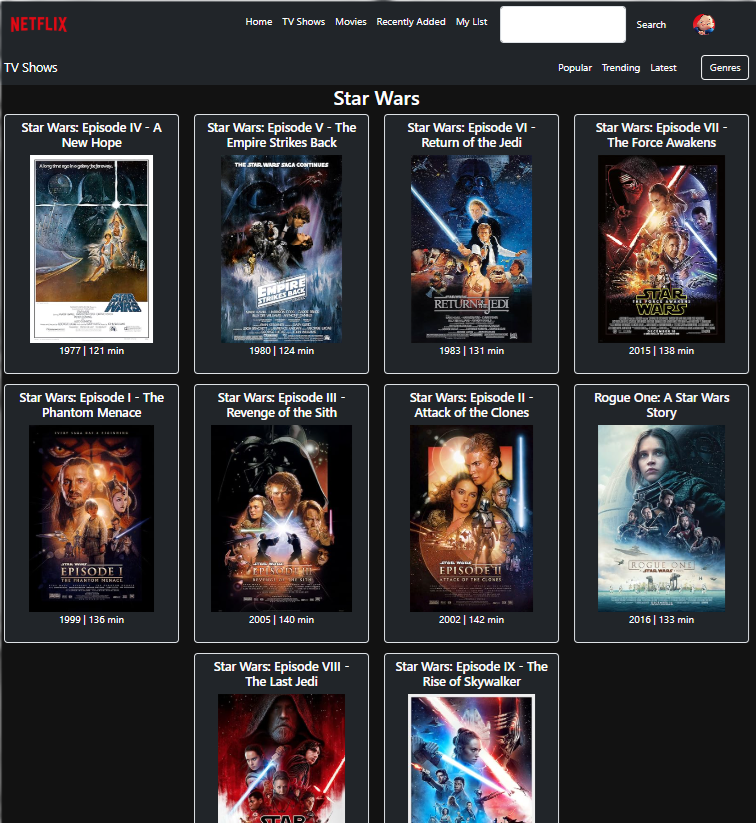 NETFLIX
Home TV Shows Movies Recently Added My List Search
TV Shows
Popular Trending Latest Genres
Star Wars
Star Wars: Episode IV - A
New Hope
A long time ago in a galaxy far, far away...
STAR
WARS
1977 | 121 min
Star Wars: Episode V - The
Empire Strikes Back
THE STAR WARS SAGA CONTINUES
THE
EMPIRE
STRIKES BACK
1980 | 124 min
Star Wars: Episode VI -
Return of the Jedi
RETURN OF THE JEDI
1983 | 131 min
Star Wars: Episode VII -
The Force Awakens
STAR
THE FORCE AWAKENS
WARS
2015 | 138 min
Star Wars: Episode I - The
Phantom Menace
EVERY SAGA HAS A BEGINNING
STAR WARS
EPISODE I
THE PHANTOM MENACE
1999 | 136 min
Star Wars: Episode III -
Revenge of the Sith
STAR WARS
EPISODE III
REVENGE OF THE SITH
2005 | 140 min
Star Wars: Episode II -
Attack of the Clones
STAR WARS
EPISODE II
ATTACK OF THE CLONES
2002 | 142 min
Rogue One: A Star Wars
Story
ROGUE ONE
STAR WARS
2016 | 133 min
Star Wars: Episode VIII -
The Last Jedi
STAR
Star Wars: Episode IX - The
Rise of Skywalker